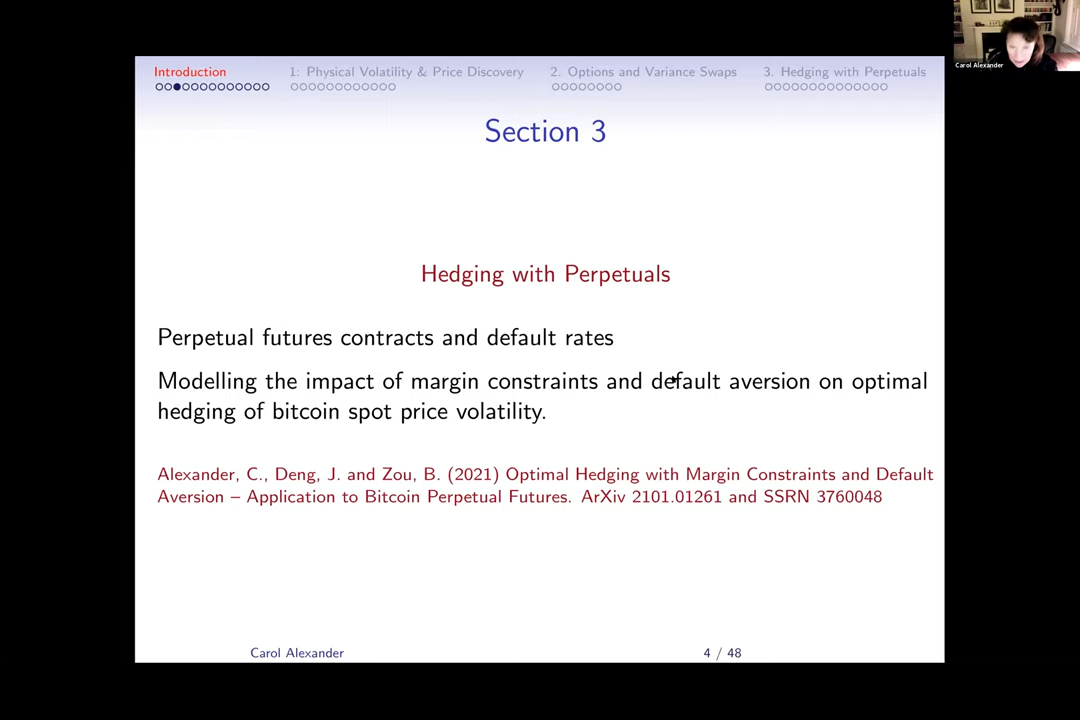 Carol Alexander
Introduction 1: Physical Volatility & Price Discovery 2. Options and Variance Swaps 3. Hedging with Perpetuals
Section 3
Hedging with Perpetuals
Perpetual futures contracts and default rates
Modelling the impact of margin constraints and default aversion on optimal
hedging of bitcoin spot price volatility.
Alexander, C., Deng, J. and Zou, B. (2021) Optimal Hedging with Margin Constraints and Default
Aversion – Application to Bitcoin Perpetual Futures. ArXiv 2101.01261 and SSRN 3760048
Carol Alexander 4 / 48